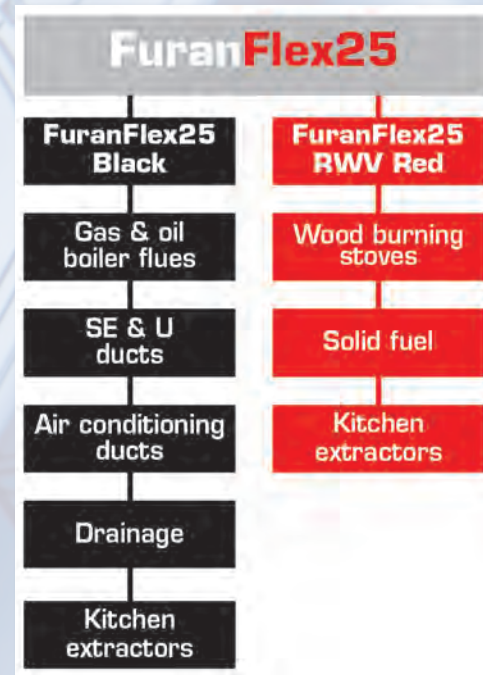 FuranFlex25
FuranFlex25
Black
Gas & oil
boiler flues
SE & U
ducts
Air conditioning
ducts
Drainage
Kitchen
extractors
FuranFlex25
RWV Red
Wood burning
stoves
Solid fuel
Kitchen
extractors